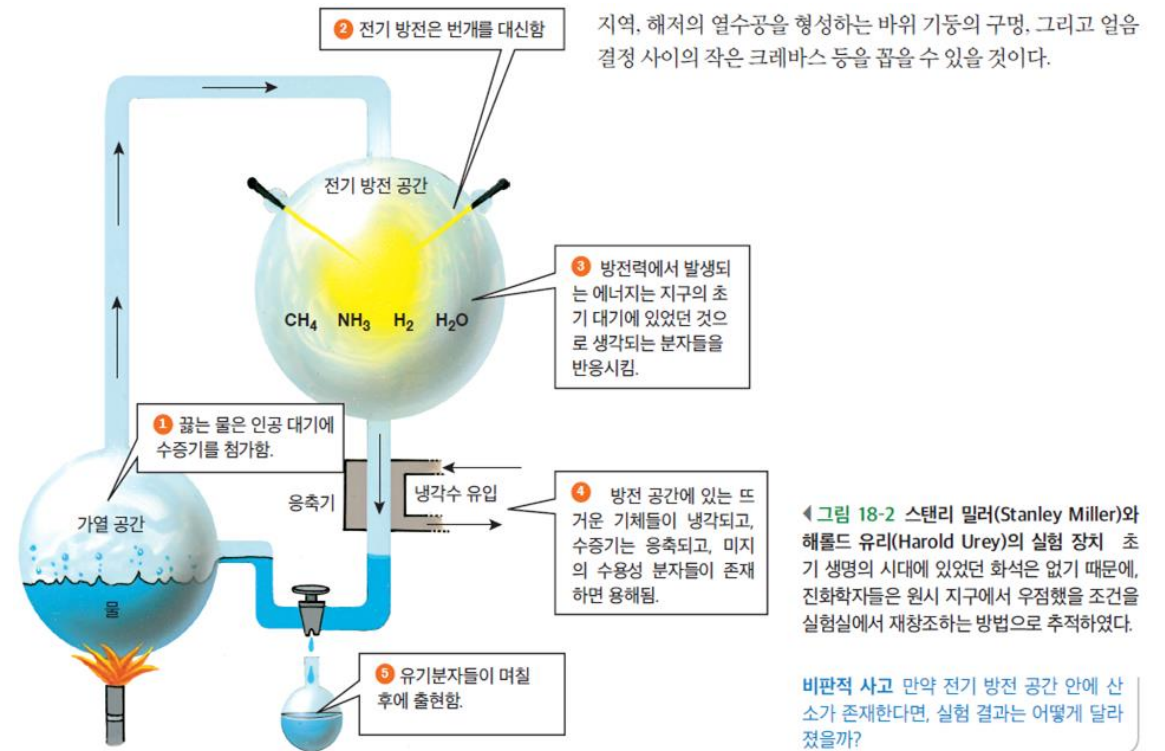 지역, 해저의 열수공을 형성하는 바위 기둥의 구멍, 그리고 얼음
결정 사이의 작은 크레바스 등을 꼽을 수 있을 것이다.
2 전기 방전은 번개를 대신함
전기 방전 공간
CH₄ NH₃ H₂ H₂O
3 방전력에서 발생되
는 에너지는 지구의 초
기 대기에 있었던 것으
로 생각되는 분자들을
반응시킴.
1 끓는 물은 인공 대기에
수증기를 첨가함.
가열 공간
물
응축기
냉각수 유입
4 방전 공간에 있는 뜨
거운 기체들이 냉각되고,
수증기는 응축되고, 미지
의 수용성 분자들이 존재
하면 용해됨.
5 유기분자들이 며칠
후에 출현함.
◀ 그림 18-2 스탠리 밀러(Stanley Miller)와
해롤드 유리(Harold Urey)의 실험 장치 초
기 생명의 시대에 있었던 화석은 없기 때문에,
진화학자들은 원시 지구에서 우점했을 조건을
실험실에서 재창조하는 방법으로 추적하였다.
비판적 사고 만약 전기 방전 공간 안에 산
소가 존재한다면, 실험 결과는 어떻게 달라
졌을까?